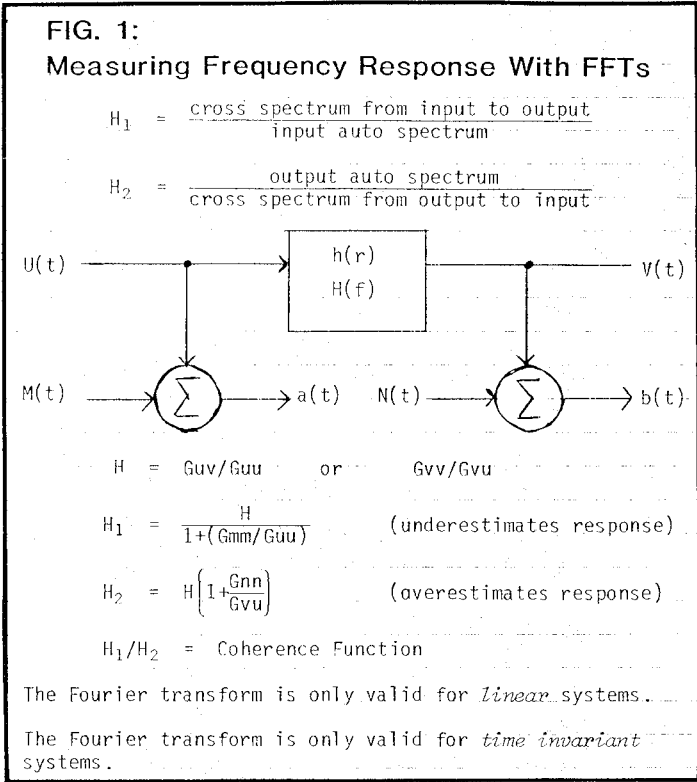 FIG. 1:
Measuring Frequency Response With FFTs
H₁ = cross spectrum from input to output
input auto spectrum
H₂ = output auto spectrum
cross spectrum from output to input
U(t) h(r) V(t)
H(f)
M(t) Σ a(t) N(t) Σ b(t)
H = Guv/Guu or Gvv/Gvu
H₁ = H / 1+(Gmm/Guu) (underestimates response)
H₂ = H(1+Gnn/Gvu) (overestimates response)
H₁/H₂ = Coherence Function
The Fourier transform is only valid for linear systems.
The Fourier transform is only valid for time invariant
systems.